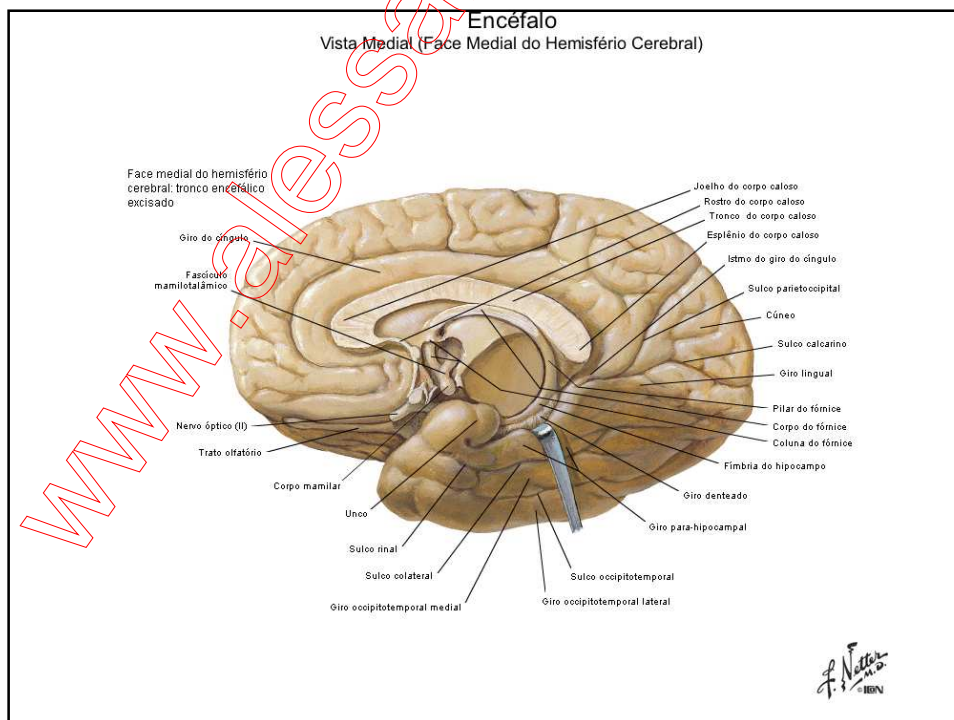 Encéfalo
Vista Medial (Face Medial do Hemisfério Cerebral)
Face medial do hemisfério
cerebral: tronco encefálico
excisado
Giro do cíngulo
Fascículo
mamilotalâmico
Nervo óptico (II)
Trato olfatório
Corpo mamilar
Unco
Sulco rinal
Sulco colateral
Giro occipitotemporal medial
Joelho do corpo caloso
Rostro do corpo caloso
Tronco do corpo caloso
Esplênio do corpo caloso
Istmo do giro do cíngulo
Sulco parietoccipital
Cúneo
Sulco calcarino
Giro lingual
Pilar do fórnice
Corpo do fórnice
Coluna do fórnice
Fímbria do hipocampo
Giro denteado
Giro para-hipocampal
Sulco occipitotemporal
Giro occipitotemporal lateral
www.alessa
F. Netter
M.D.
©